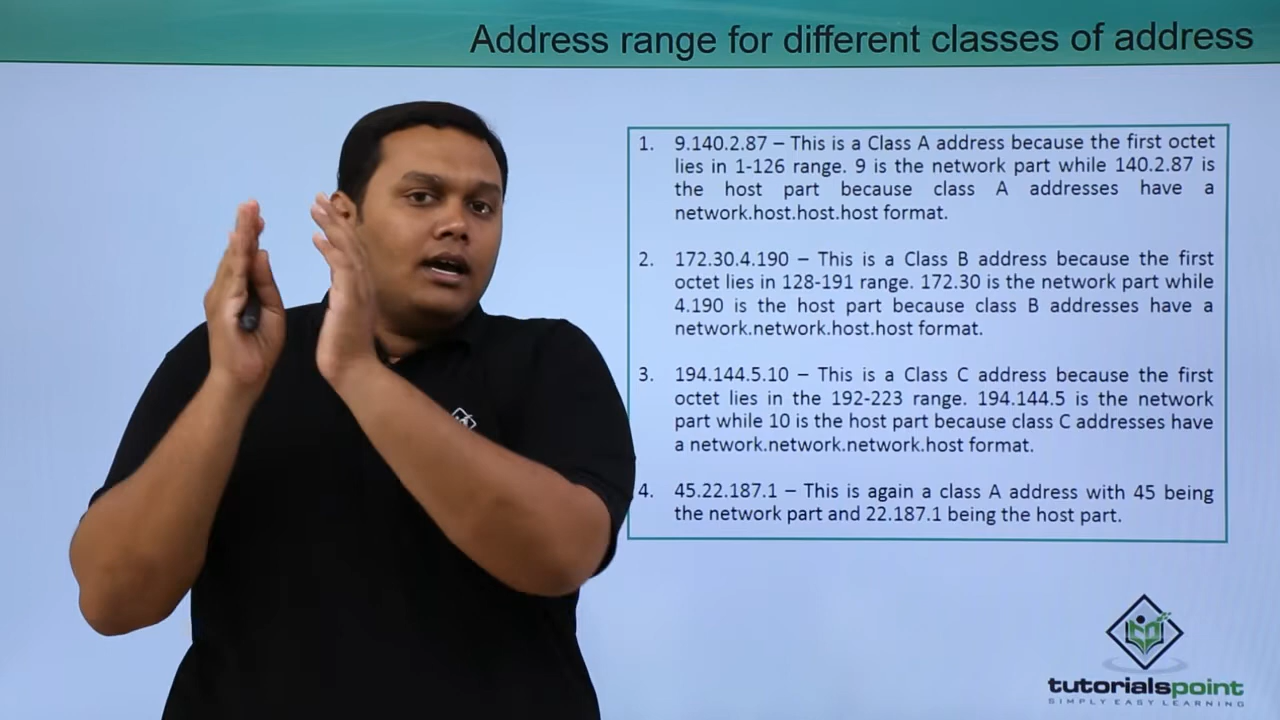 Address range for different classes of address
1. 9.140.2.87 – This is a Class A address because the first octet
lies in 1-126 range. 9 is the network part while 140.2.87 is
the host part because class A addresses have a
network.host.host.host format.
2. 172.30.4.190 – This is a Class B address because the first
octet lies in 128-191 range. 172.30 is the network part while
4.190 is the host part because class B addresses have a
network.network.host.host format.
3. 194.144.5.10 – This is a Class C address because the first
octet lies in the 192-223 range. 194.144.5 is the network
part while 10 is the host part because class C addresses have
a network.network.network.host format.
4. 45.22.187.1 – This is again a class A address with 45 being
the network part and 22.187.1 being the host part.
tutorialspoint
SIMPLY EASY LEARNING